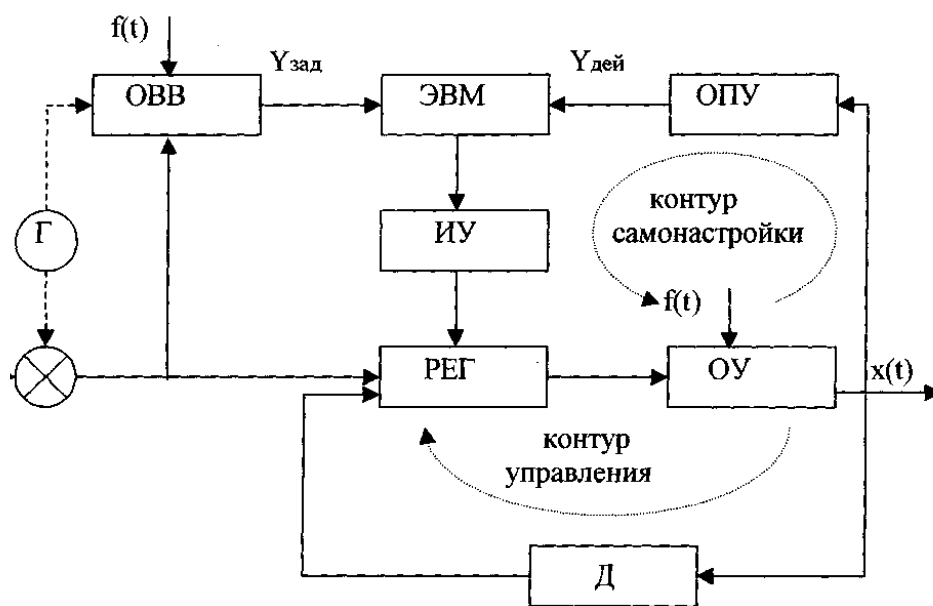 f(t)
Yзад
Yдей
ОВВ
ЭВМ
ОПУ
Г
ИУ
контур
самонастройки
f(t)
РЕГ
ОУ
x(t)
контур
управления
Д